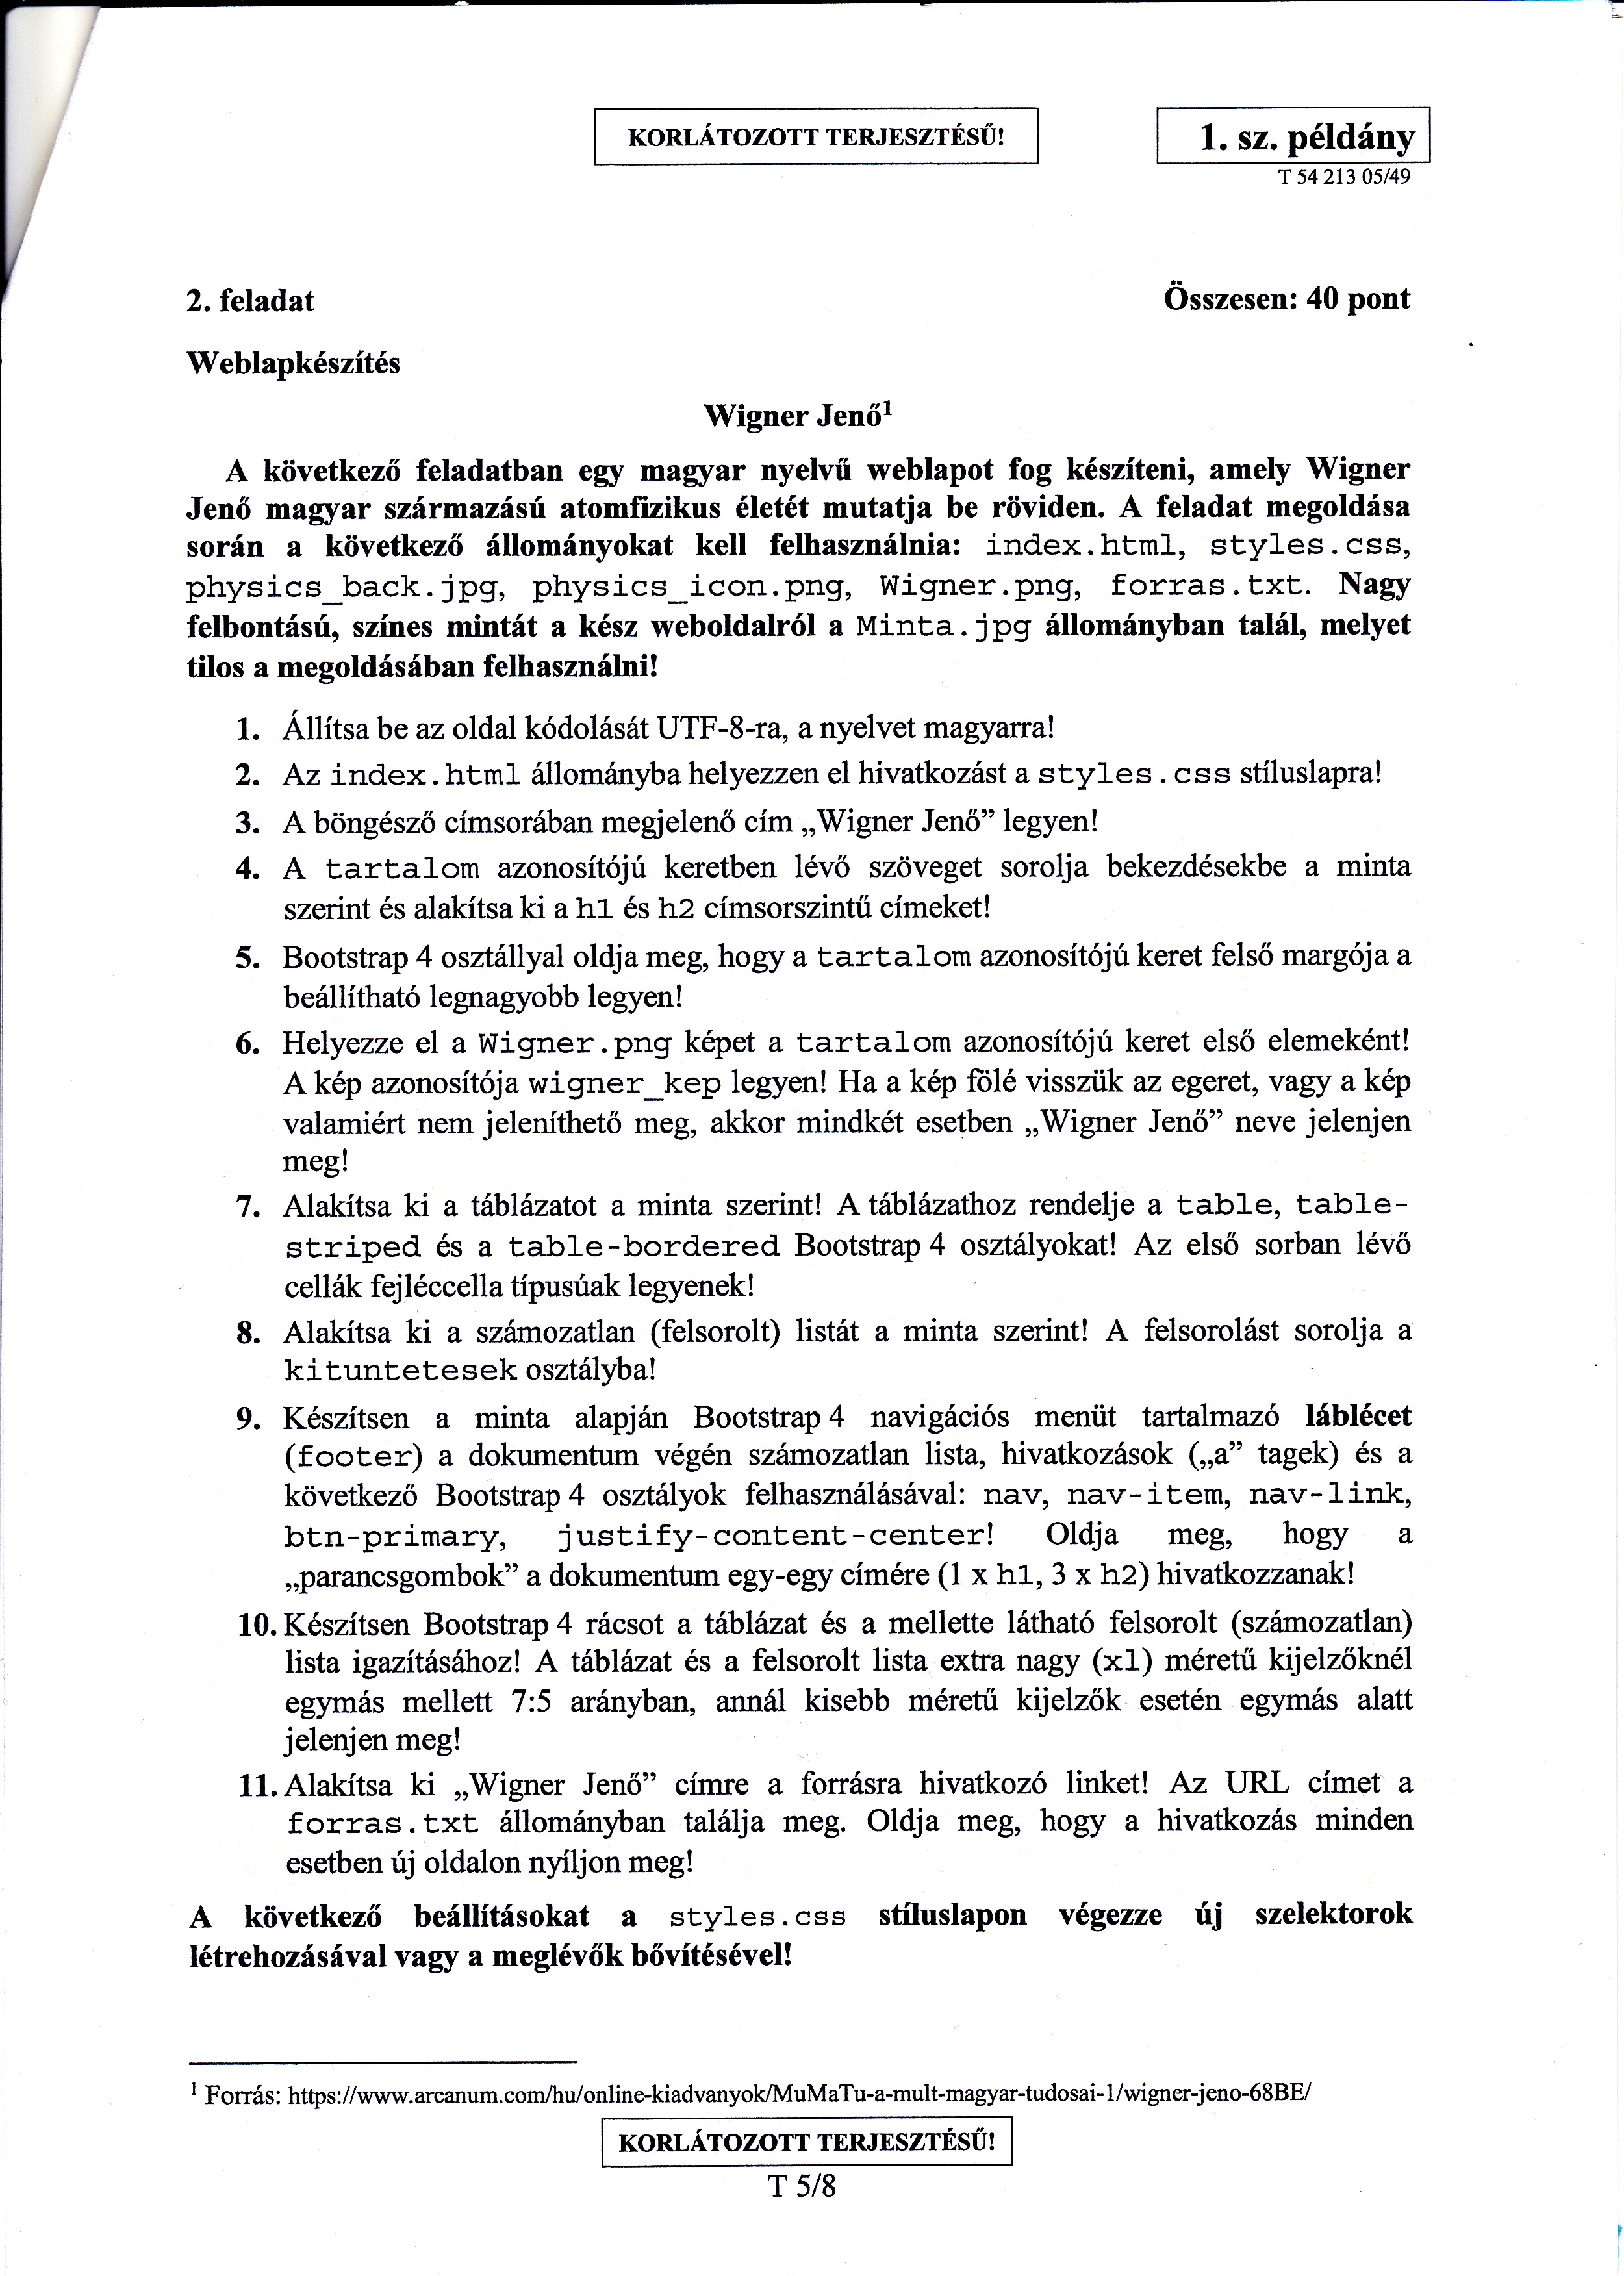 KORLÁTOZOTT TERJESZTÉSŰ!
1. sz. példány
T 54 213 05/49
2. feladat
Összesen: 40 pont
Weblapkészítés
Wigner Jenő¹
A következő feladatban egy magyar nyelvű weblapot fog készíteni, amely Wigner
Jenő magyar származású atomfizikus életét mutatja be röviden. A feladat megoldása
során a következő állományokat kell felhasználnia: index.html, styles.css,
physics_back.jpg, physics_icon.png, Wigner.png, forras.txt. Nagy
felbontású, színes mintát a kész weboldalról a Minta.jpg állományban talál, melyet
tilos a megoldásában felhasználni!
1. Állítsa be az oldal kódolását UTF-8-ra, a nyelvet magyarra!
2. Az index.html állományba helyezzen el hivatkozást a styles.css stíluslapra!
3. A böngésző címsorában megjelenő cím „Wigner Jenő” legyen!
4. A tartalom azonosítójú keretben lévő szöveget sorolja bekezdésekbe a minta
szerint és alakítsa ki a h1 és h2 címsorszintű címeket!
5. Bootstrap 4 osztállyal oldja meg, hogy a tartalom azonosítójú keret felső margója a
beállítható legnagyobb legyen!
6. Helyezze el a Wigner.png képet a tartalom azonosítójú keret első elemeként!
A kép azonosítója wigner_kep legyen! Ha a kép fölé visszük az egeret, vagy a kép
valamiért nem jeleníthető meg, akkor mindkét esetben „Wigner Jenő” neve jelenjen
meg!
7. Alakítsa ki a táblázatot a minta szerint! A táblázathoz rendelje a table, table-
striped és a table-bordered Bootstrap 4 osztályokat! Az első sorban lévő
cellák fejléccella típusúak legyenek!
8. Alakítsa ki a számozatlan (felsorolt) listát a minta szerint! A felsorolást sorolja a
kituntetesek osztályba!
9. Készítsen a minta alapján Bootstrap 4 navigációs menüt tartalmazó láblécet
(footer) a dokumentum végén számozatlan lista, hivatkozások („a” tagek) és a
következő Bootstrap 4 osztályok felhasználásával: nav, nav-item, nav-link,
btn-primary, justify-content-center! Oldja meg, hogy a
„parancsgombok” a dokumentum egy-egy címére (1 x h1, 3 x h2) hivatkozzanak!
10. Készítsen Bootstrap 4 rácsot a táblázat és a mellette látható felsorolt (számozatlan)
lista igazításához! A táblázat és a felsorolt lista extra nagy (xl) méretű kijelzőknél
egymás mellett 7:5 arányban, annál kisebb méretű kijelzők esetén egymás alatt
jelenjen meg!
11. Alakítsa ki „Wigner Jenő” címre a forrásra hivatkozó linket! Az URL címet a
forras.txt állományban találja meg. Oldja meg, hogy a hivatkozás minden
esetben új oldalon nyíljon meg!
A következő beállításokat a styles.css stíluslapon végezze új szelektorok
létrehozásával vagy a meglévők bővítésével!
¹ Forrás: https://www.arcanum.com/hu/online-kiadvanyok/MuMaTu-a-mult-magyar-tudosai-1/wigner-jeno-68BE/
KORLÁTOZOTT TERJESZTÉSŰ!
T 5/8